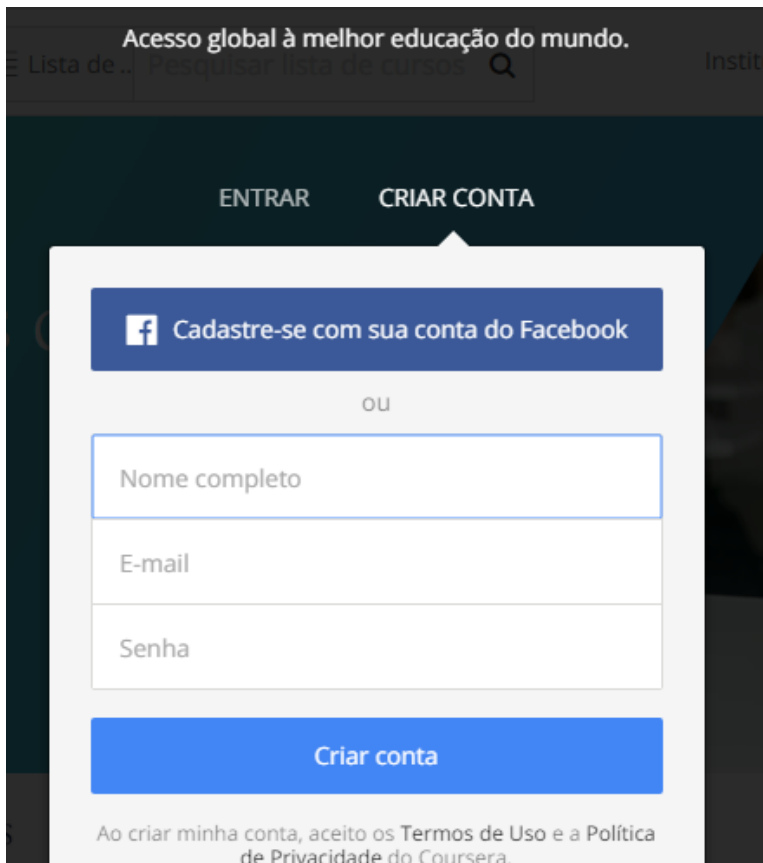 Acesso global à melhor educação do mundo.
Lista de .. Pesquisar lista de cursos
Instit
ENTRAR CRIAR CONTA
Cadastre-se com sua conta do Facebook
ou
Nome completo
E-mail
Senha
Criar conta
Ao criar minha conta, aceito os Termos de Uso e a Política
de Privacidade do Coursera.